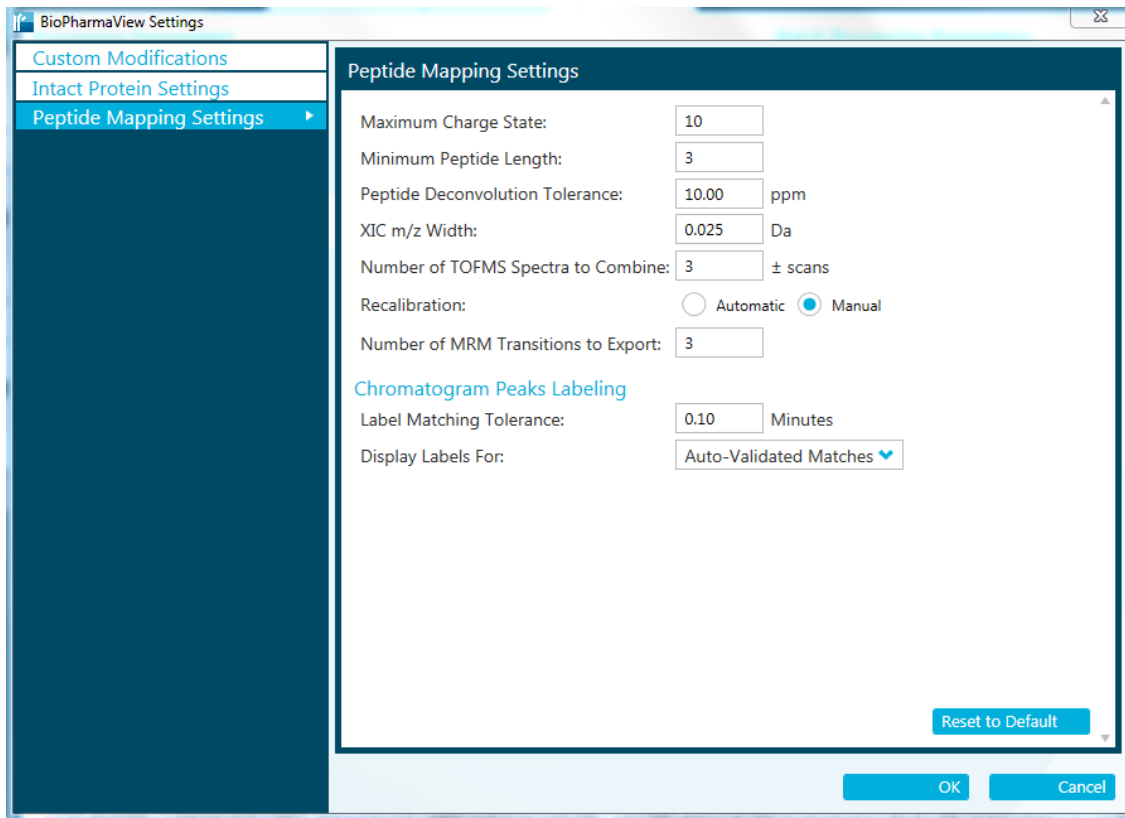 BioPharmaView Settings
Custom Modifications
Intact Protein Settings
Peptide Mapping Settings
Peptide Mapping Settings
Maximum Charge State: 10
Minimum Peptide Length: 3
Peptide Deconvolution Tolerance: 10.00 ppm
XIC m/z Width: 0.025 Da
Number of TOFMS Spectra to Combine: 3 ± scans
Recalibration: Automatic Manual
Number of MRM Transitions to Export: 3
Chromatogram Peaks Labeling
Label Matching Tolerance: 0.10 Minutes
Display Labels For: Auto-Validated Matches
Reset to Default
OK Cancel